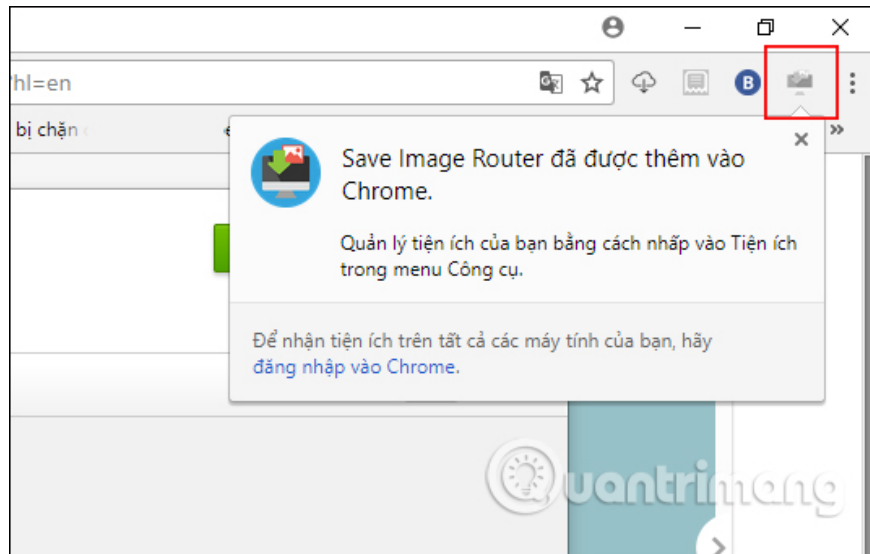 ?hl=en
B
bị chặn
Save Image Router đã được thêm vào
Chrome.
Quản lý tiện ích của bạn bằng cách nhấp vào Tiện ích
trong menu Công cụ.
Để nhận tiện ích trên tất cả các máy tính của bạn, hãy
đăng nhập vào Chrome.
Quantrimang